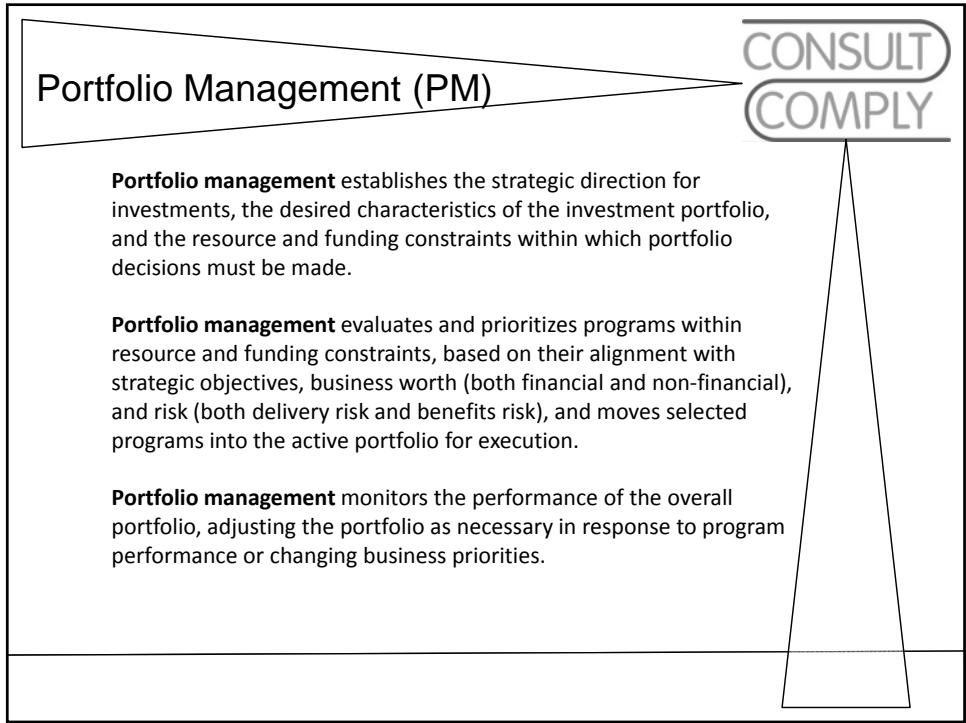 CONSULT
COMPLY
Portfolio Management (PM)
Portfolio management establishes the strategic direction for
investments, the desired characteristics of the investment portfolio,
and the resource and funding constraints within which portfolio
decisions must be made.
Portfolio management evaluates and prioritizes programs within
resource and funding constraints, based on their alignment with
strategic objectives, business worth (both financial and non-financial),
and risk (both delivery risk and benefits risk), and moves selected
programs into the active portfolio for execution.
Portfolio management monitors the performance of the overall
portfolio, adjusting the portfolio as necessary in response to program
performance or changing business priorities.